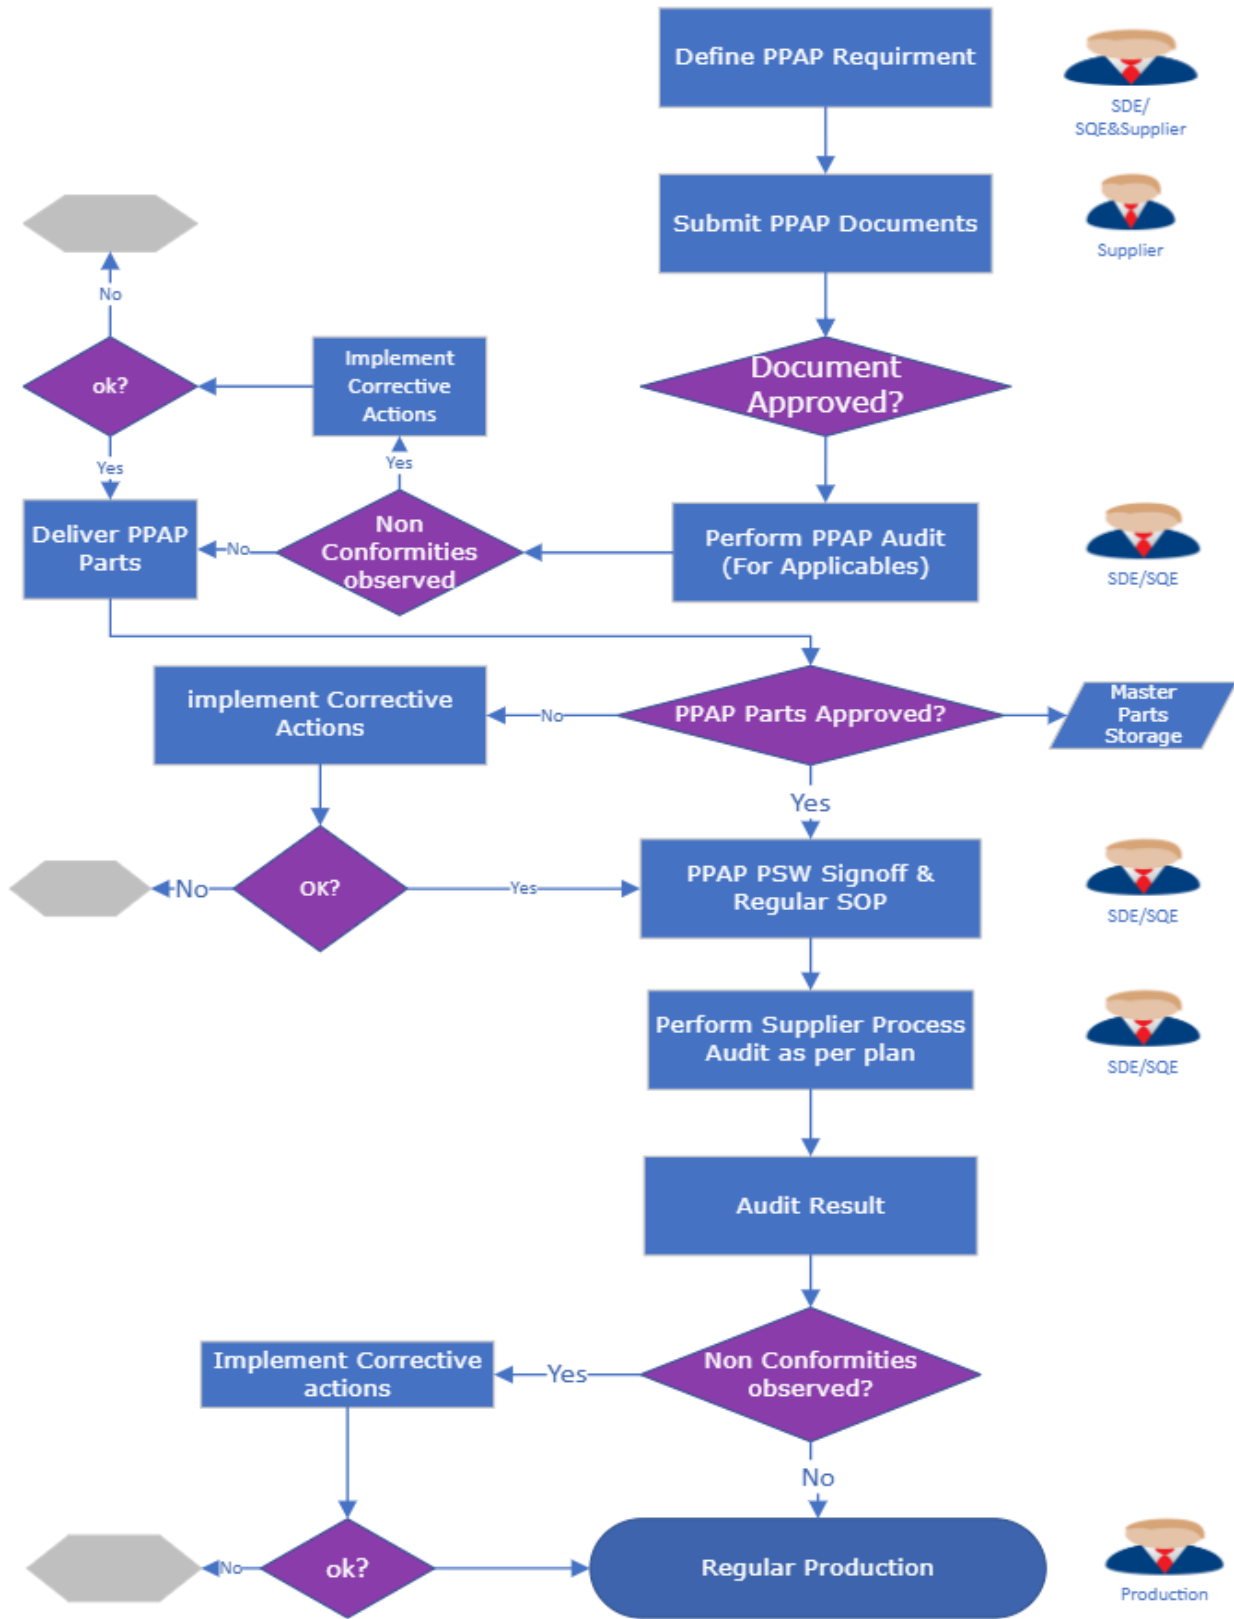 Define PPAP Requirment
SDE/
SQE&Supplier
Submit PPAP Documents
Supplier
No
ok?
Implement
Corrective
Actions
Document
Approved?
Yes
Yes
Deliver PPAP
Parts
No
Non
Conformities
observed
Perform PPAP Audit
(For Applicables)
SDE/SQE
implement Corrective
Actions
No
PPAP Parts Approved?
Master
Parts
Storage
Yes
No
OK?
Yes
PPAP PSW Signoff &
Regular SOP
SDE/SQE
Perform Supplier Process
Audit as per plan
SDE/SQE
Audit Result
Implement Corrective
actions
Yes
Non Conformities
observed?
No
No
ok?
Regular Production
Production